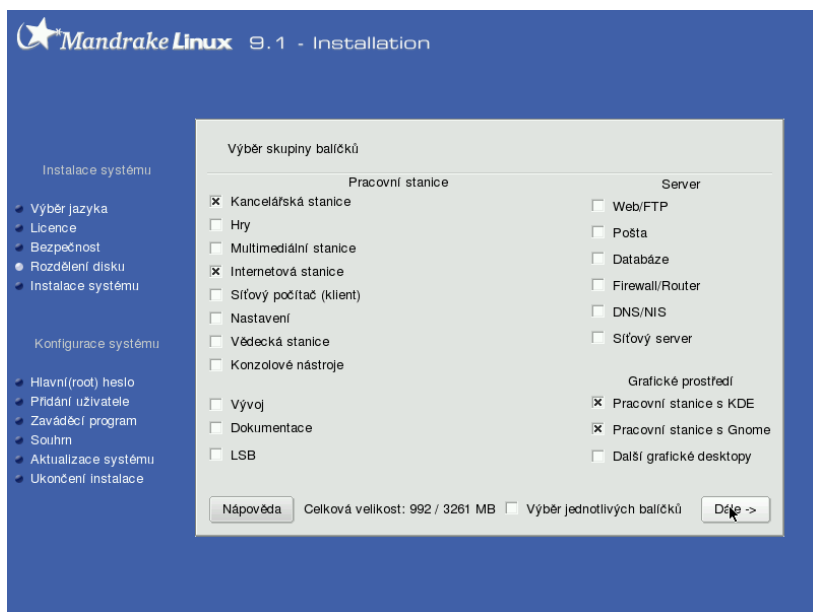 Mandrake Linux 9.1 - Installation
Instalace systému
Výběr jazyka
Licence
Bezpečnost
Rozdělení disku
Instalace systému
Konfigurace systému
Hlavní(root) heslo
Přidání uživatele
Zaváděcí program
Souhrn
Aktualizace systému
Ukončení instalace
Výběr skupiny balíčků
Pracovní stanice
Kancelářská stanice
Hry
Multimediální stanice
Internetová stanice
Síťový počítač (klient)
Nastavení
Vědecká stanice
Konzolové nástroje
Vývoj
Dokumentace
LSB
Server
Web/FTP
Pošta
Databáze
Firewall/Router
DNS/NIS
Síťový server
Grafické prostředí
Pracovní stanice s KDE
Pracovní stanice s Gnome
Další grafické desktopy
Nápověda
Celková velikost: 992 / 3261 MB
Výběr jednotlivých balíčků
Dále ->